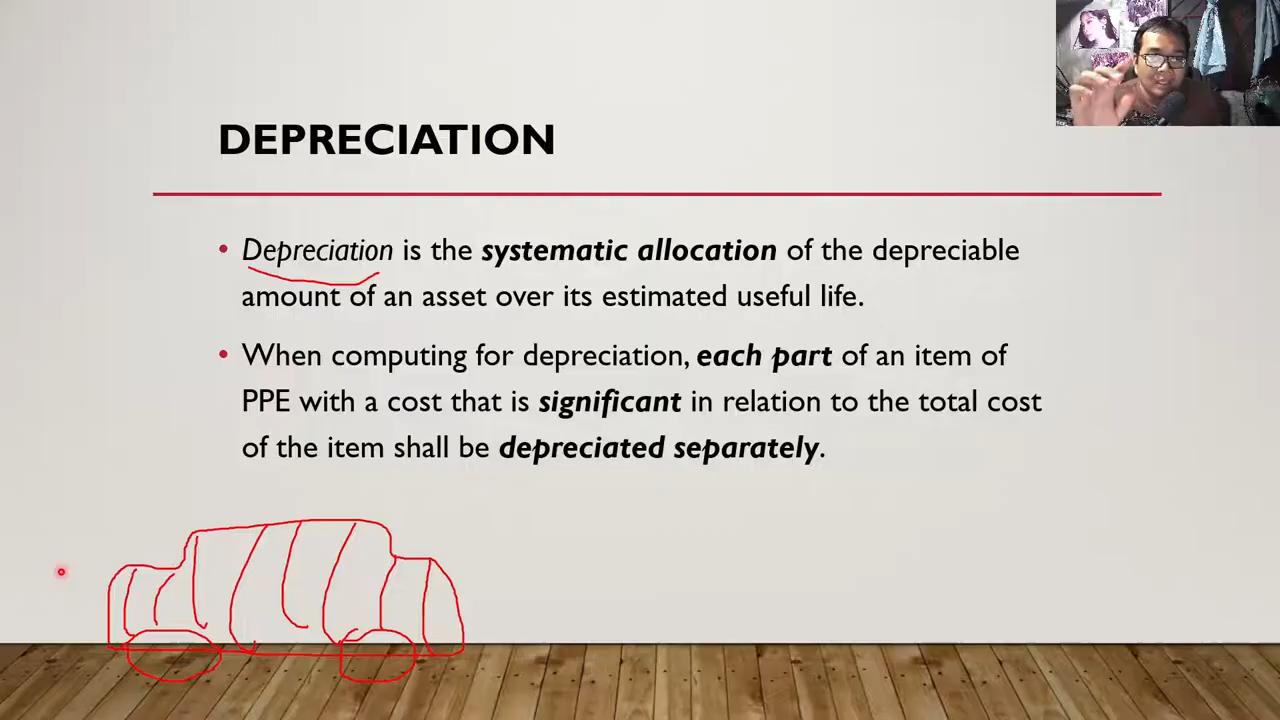 DEPRECIATION
• Depreciation is the systematic allocation of the depreciable
amount of an asset over its estimated useful life.
• When computing for depreciation, each part of an item of
PPE with a cost that is significant in relation to the total cost
of the item shall be depreciated separately.